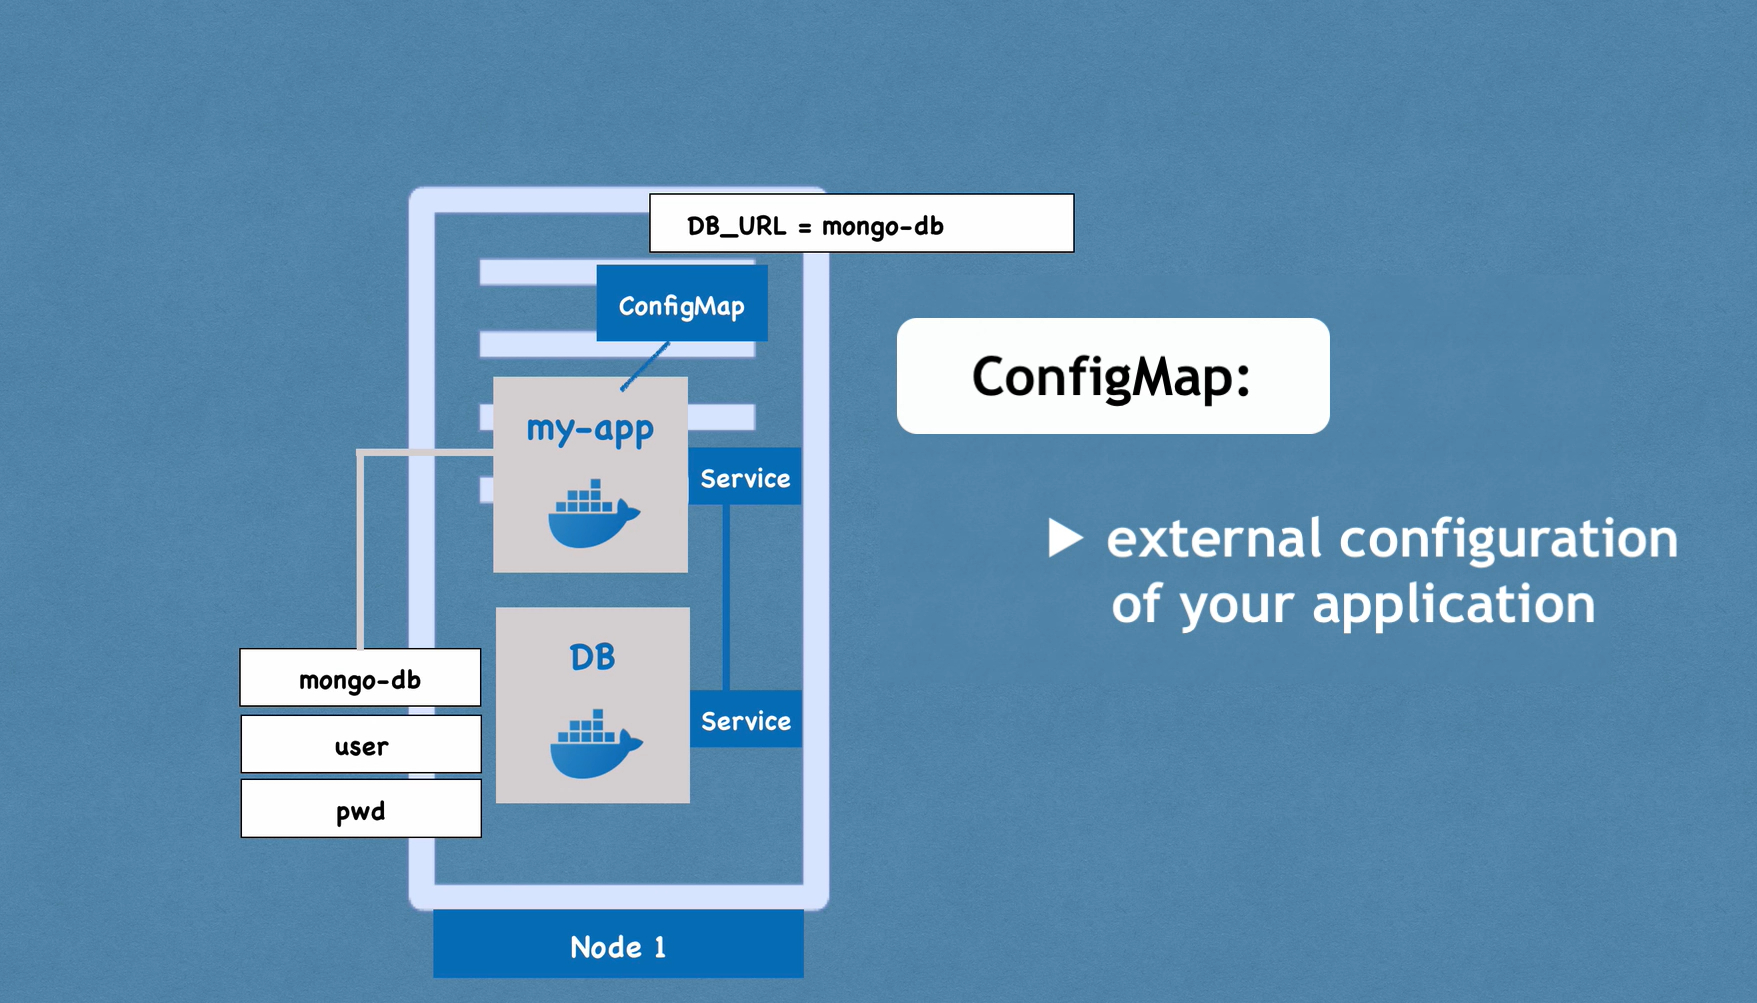 DB_URL = mongo-db
ConfigMap
ConfigMap:
my-app
Service
external configuration
of your application
DB
mongo-db
Service
user
pwd
Node 1